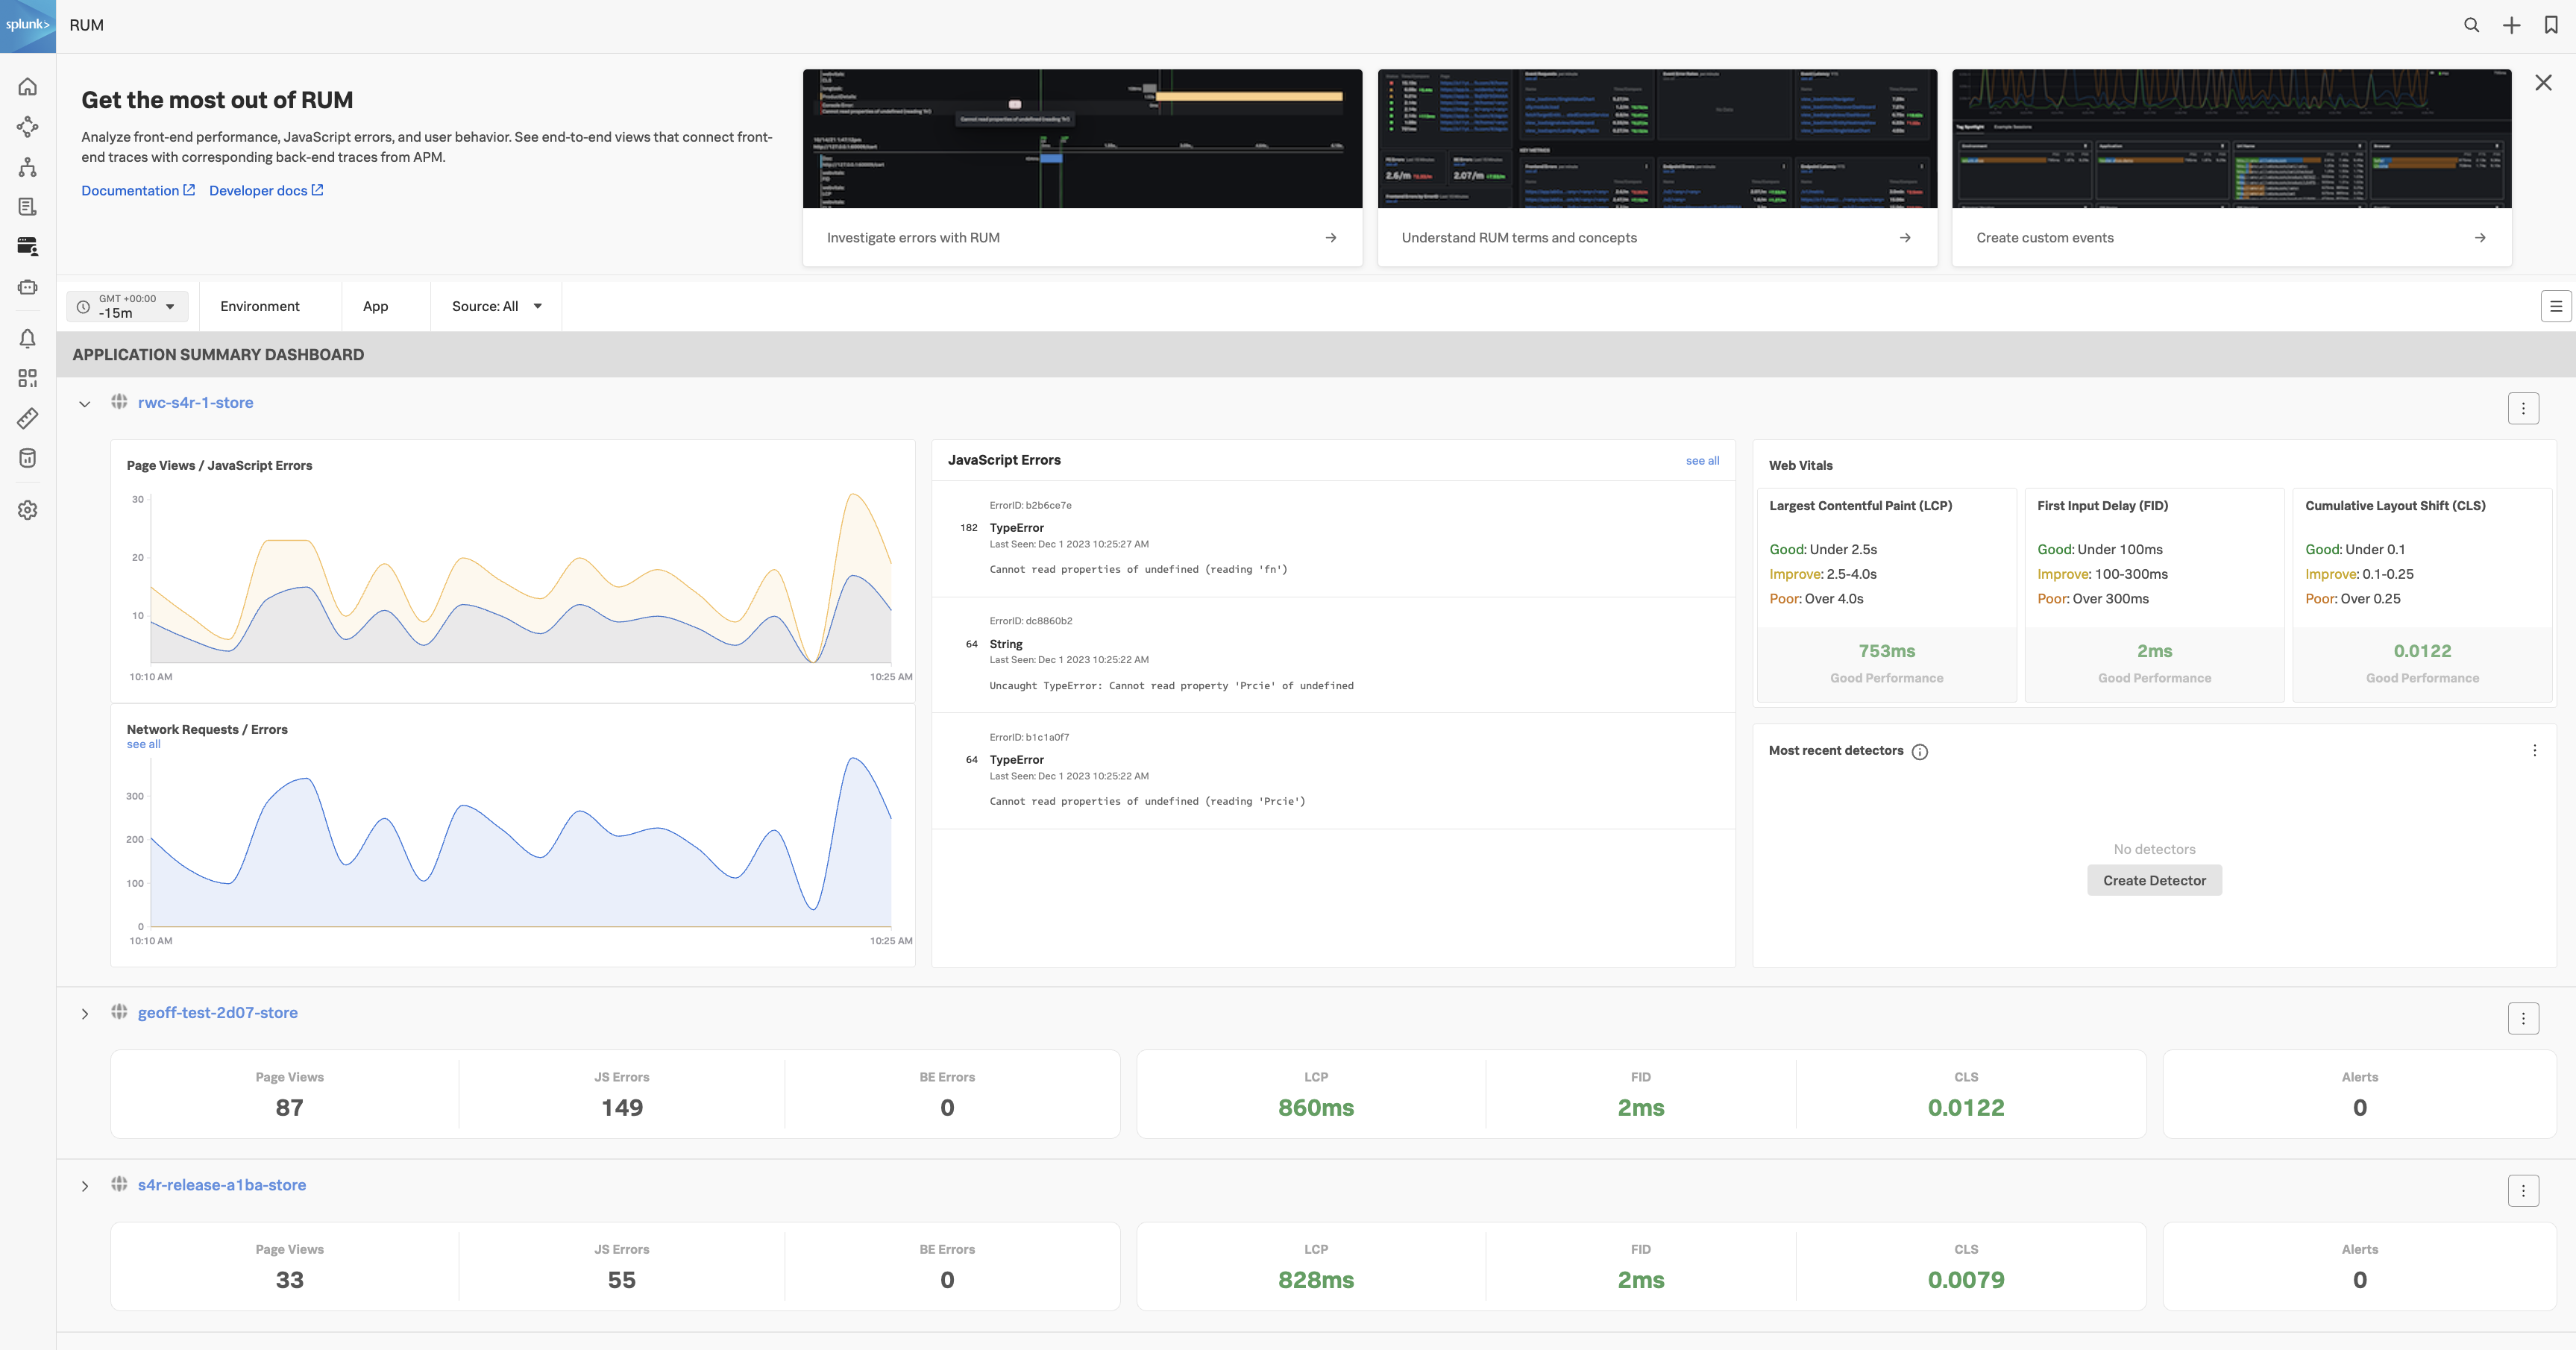 splunk>
RUM
Get the most out of RUM
Analyze front-end performance, JavaScript errors, and user behavior. See end-to-end views that connect front-
end traces with corresponding back-end traces from APM.
Documentation
Developer docs
Investigate errors with RUM
Understand RUM terms and concepts
Create custom events
GMT +00:00
-15m
Environment
App
Source: All
APPLICATION SUMMARY DASHBOARD
rwc-s4r-1-store
Page Views / JavaScript Errors
30
20
10
10:10 AM
10:25 AM
Network Requests / Errors
see all
300
200
100
0
10:10 AM
10:25 AM
JavaScript Errors
see all
ErrorID: b2b6ce7e
182
TypeError
Last Seen: Dec 1 2023 10:25:27 AM
Cannot read properties of undefined (reading 'fn')
ErrorID: dc8860b2
64
String
Last Seen: Dec 1 2023 10:25:22 AM
Uncaught TypeError: Cannot read property 'Prcie' of undefined
ErrorID: b1c1a0f7
64
TypeError
Last Seen: Dec 1 2023 10:25:22 AM
Cannot read properties of undefined (reading 'Prcie')
Web Vitals
Largest Contentful Paint (LCP)
Good: Under 2.5s
Improve: 2.5-4.0s
Poor: Over 4.0s
753ms
Good Performance
First Input Delay (FID)
Good: Under 100ms
Improve: 100-300ms
Poor: Over 300ms
2ms
Good Performance
Cumulative Layout Shift (CLS)
Good: Under 0.1
Improve: 0.1-0.25
Poor: Over 0.25
0.0122
Good Performance
Most recent detectors
No detectors
Create Detector
geoff-test-2d07-store
Page Views
87
JS Errors
149
BE Errors
0
LCP
860ms
FID
2ms
CLS
0.0122
Alerts
0
s4r-release-a1ba-store
Page Views
33
JS Errors
55
BE Errors
0
LCP
828ms
FID
2ms
CLS
0.0079
Alerts
0